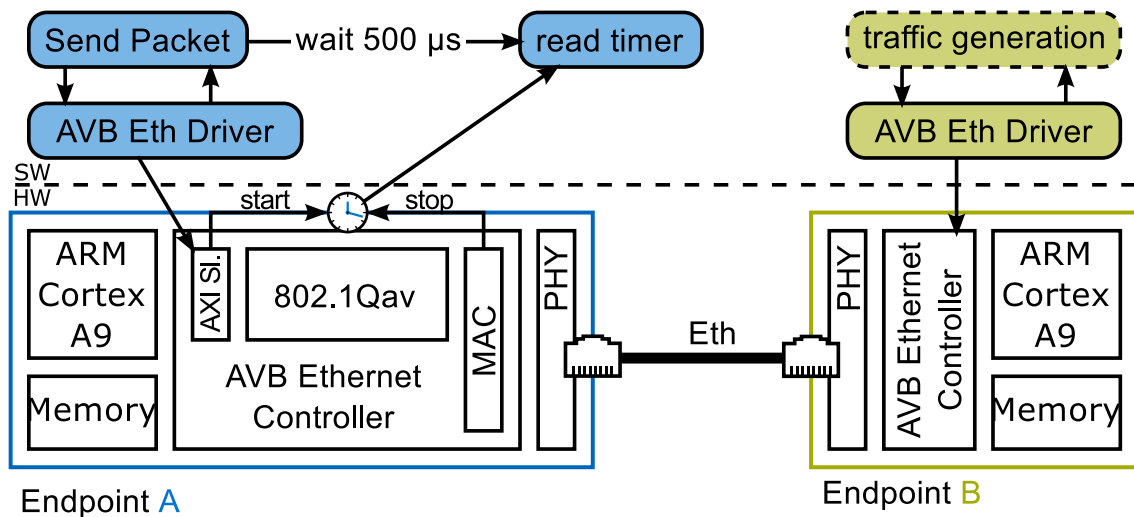 Send Packet
wait 500 µs
read timer
traffic generation
AVB Eth Driver
AVB Eth Driver
SW
HW
start
stop
ARM
Cortex
A9
Memory
AXI Sl.
802.1Qav
MAC
AVB Ethernet
Controller
PHY
Eth
PHY
AVB Ethernet
Controller
ARM
Cortex
A9
Memory
Endpoint A
Endpoint B